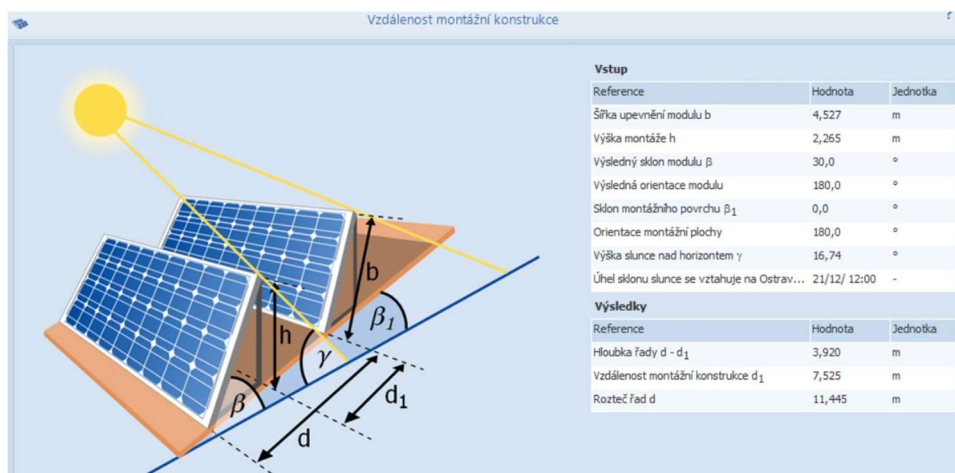 Vzdálenost montážní konstrukce
?
Vstup
Reference Hodnota Jednotka
Šířka upevnění modulu b 4,527 m
Výška montáže h 2,265 m
Výsledný sklon modulu β 30,0 °
Výsledná orientace modulu 180,0 °
Sklon montážního povrchu β1 0,0 °
Orientace montážní plochy 180,0 °
Výška slunce nad horizontem γ 16,74 °
Úhel sklonu slunce se vztahuje na Ostrav... 21/12/ 12:00 -
Výsledky
Reference Hodnota Jednotka
Hloubka řady d - d1 3,920 m
Vzdálenost montážní konstrukce d1 7,525 m
Rozteč řad d 11,445 m
b
β1
h
γ
β
d1
d